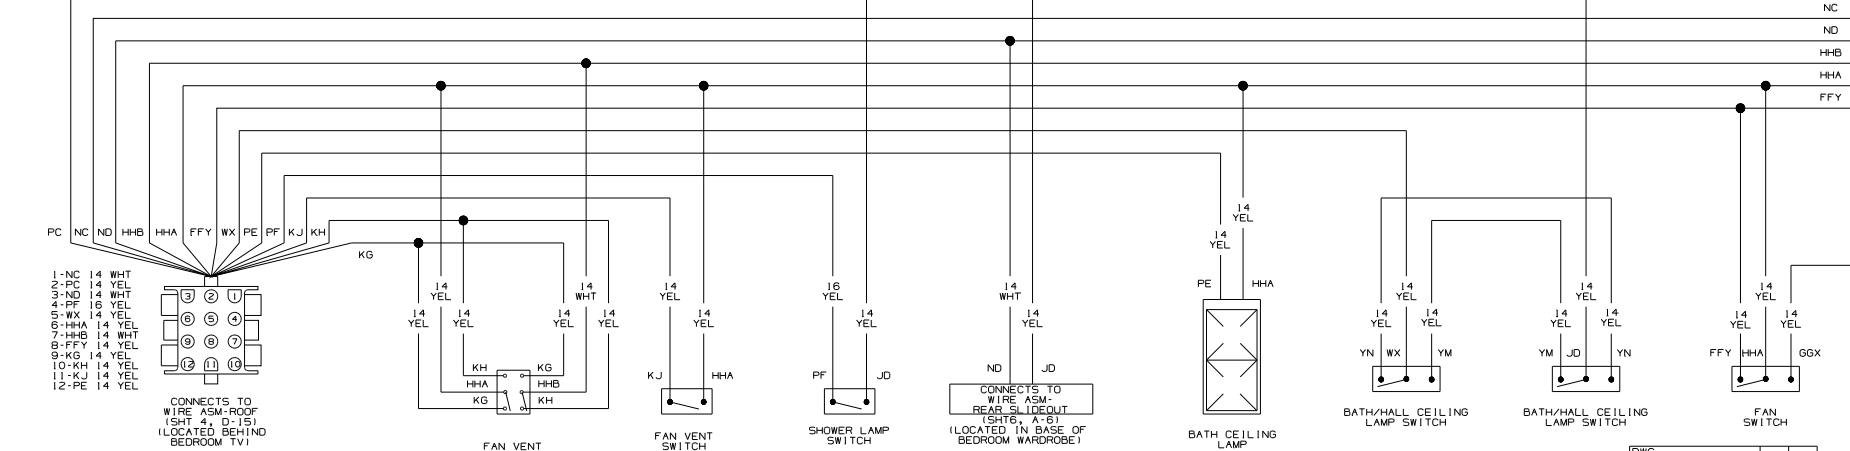 NC
ND
HHB
HHA
FFY
PC NC ND HHB HHA FFY WX PE PF KJ KH
KG
1-NC 14 WHT
2-PC 14 YEL
3-ND 14 WHT
4-PF 16 YEL
5-WX 14 YEL
6-HHA 14 YEL
7-HHB 14 WHT
8-FFY 14 YEL
9-KG 14 YEL
10-KH 14 YEL
11-KJ 14 YEL
12-PE 14 YEL
3 2 1
6 5 4
9 8 7
12 11 10
CONNECTS TO
WIRE ASM-ROOF
(SHT 4, D-15)
(LOCATED BEHIND
BEDROOM TV)
14
YEL
14
YEL
14
YEL
14
WHT
14
YEL
14
YEL
KH KG
HHA HHB
KG KH
FAN VENT
14
YEL
14
YEL
KJ HHA
FAN VENT
SWITCH
16
YEL
14
YEL
PF JD
SHOWER LAMP
SWITCH
14
WHT
14
YEL
ND JD
CONNECTS TO
WIRE ASM-
REAR SLIDEOUT
(SHT6, A-6)
(LOCATED IN BASE OF
BEDROOM WARDROBE)
14
YEL
14
YEL
PE HHA
BATH CEILING
LAMP
14
YEL
14
YEL
14
YEL
YN WX YM
BATH/HALL CEILING
LAMP SWITCH
14
YEL
14
YEL
14
YEL
YM JD YN
BATH/HALL CEILING
LAMP SWITCH
14
YEL
14
YEL
14
YEL
FFY HHA GGX
FAN
SWITCH
DWG